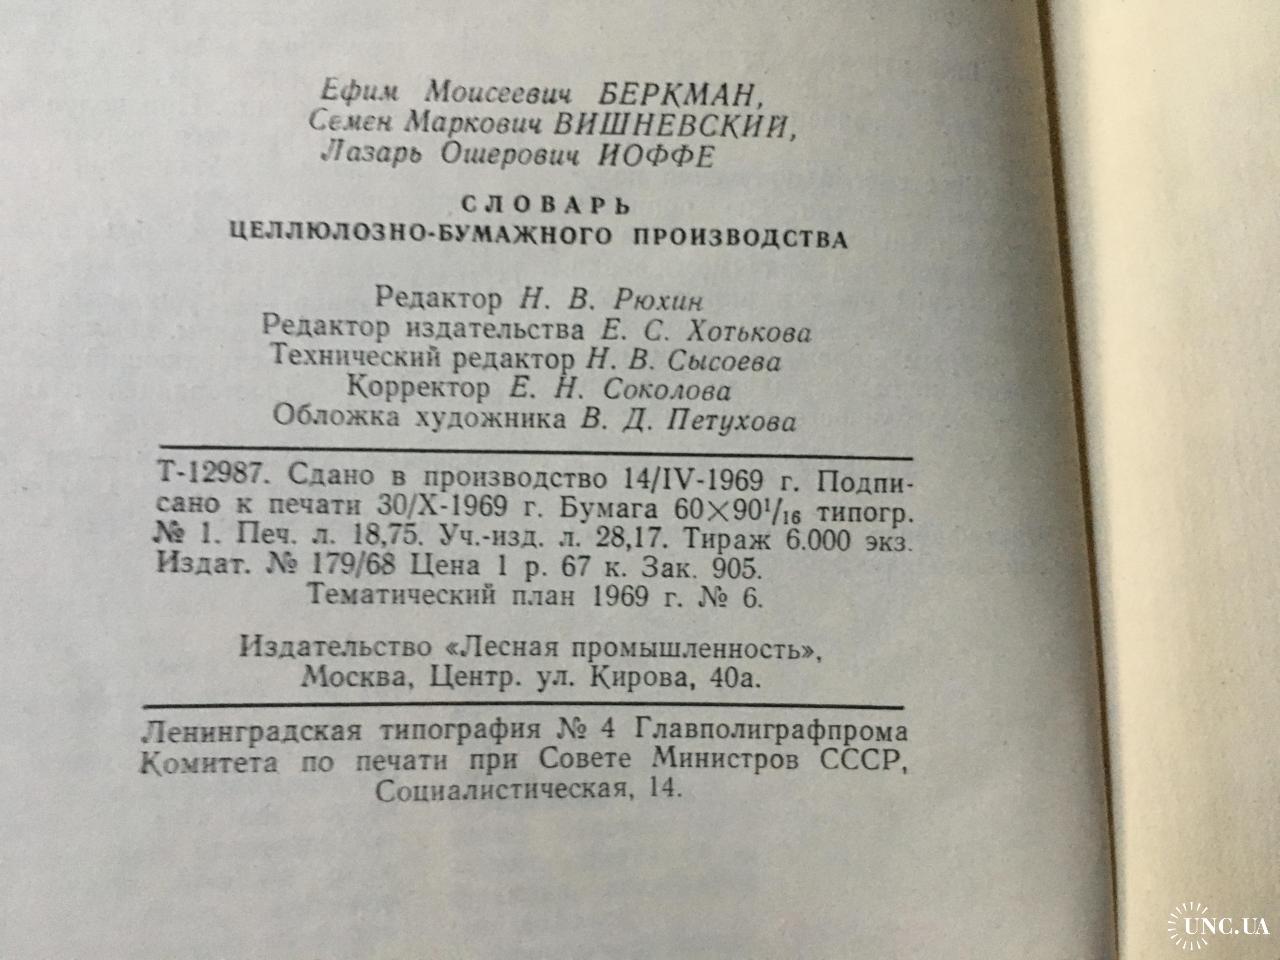 Ефим Моисеевич БЕРКМАН,
Семен Маркович ВИШНЕВСКИЙ,
Лазарь Ошерович ИОФФЕ
СЛОВАРЬ
ЦЕЛЛЮЛОЗНО-БУМАЖНОГО ПРОИЗВОДСТВА
Редактор Н. В. Рюхин
Редактор издательства Е. С. Хотькова
Технический редактор Н. В. Сысоева
Корректор Е. Н. Соколова
Обложка художника В. Д. Петухова
Т-12987. Сдано в производство 14/IV-1969 г. Подпи-
сано к печати 30/X-1969 г. Бумага 60×90¹/₁₆ типогр.
№ 1. Печ. л. 18,75. Уч.-изд. л. 28,17. Тираж 6.000 экз.
Издат. № 179/68 Цена 1 р. 67 к. Зак. 905.
Тематический план 1969 г. № 6.
Издательство «Лесная промышленность»,
Москва, Центр. ул. Кирова, 40а.
Ленинградская типография № 4 Главполиграфпрома
Комитета по печати при Совете Министров СССР,
Социалистическая, 14.
UNC.UA